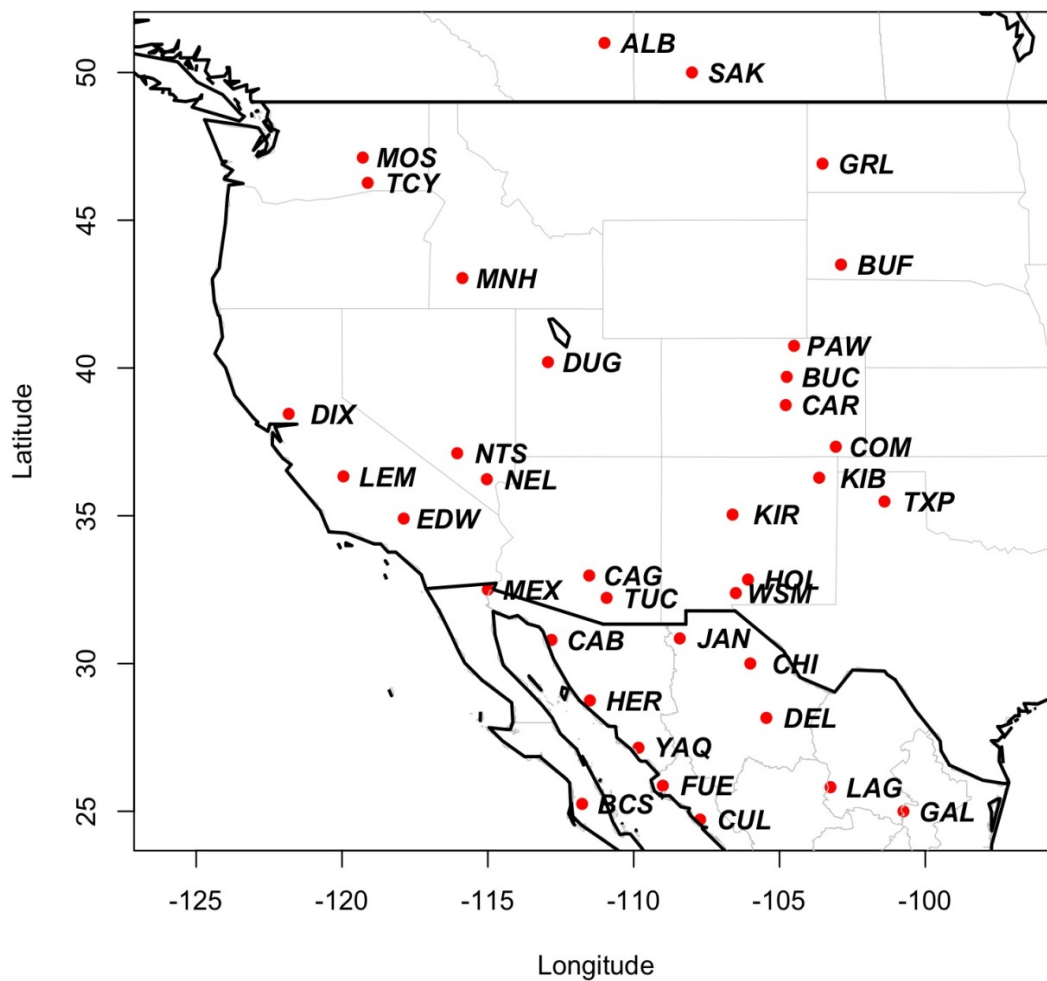 ALB
50
SAK
MOS
GRL
TCY
45
BUF
MNH
PAW
DUG
40
BUC
CAR
DIX
COM
NTS
LEM
NEL
KIB
TXP
EDW
KIR
35
CAG
HOL
MEX
TUC
WSM
CAB
JAN
30
CHI
HER
DEL
YAQ
FUE
LAG
25
BCS
CUL
GAL
-125 -120 -115 -110 -105 -100
Longitude
Latitude